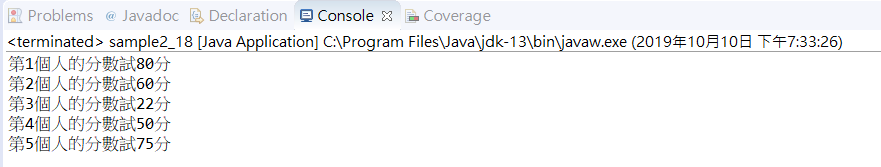 Problems @ Javadoc Declaration Console Coverage
<terminated> sample2_18 [Java Application] C:\Program Files\Java\jdk-13\bin\javaw.exe (2019年10月10日 下午7:33:26)
第1個人的分數試80分
第2個人的分數試60分
第3個人的分數試22分
第4個人的分數試50分
第5個人的分數試75分